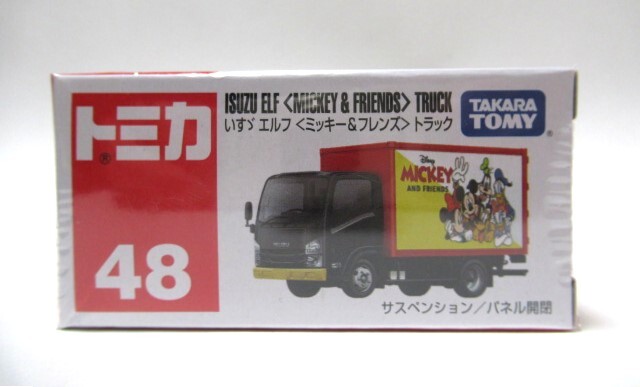 トミカ
®
48
ISUZU ELF <MICKEY & FRIENDS> TRUCK
いすゞ エルフ <ミッキー&フレンズ> トラック
TAKARA
TOMY
Disney
MICKEY
AND FRIENDS
ISUZU
サスペンション/パネル開閉